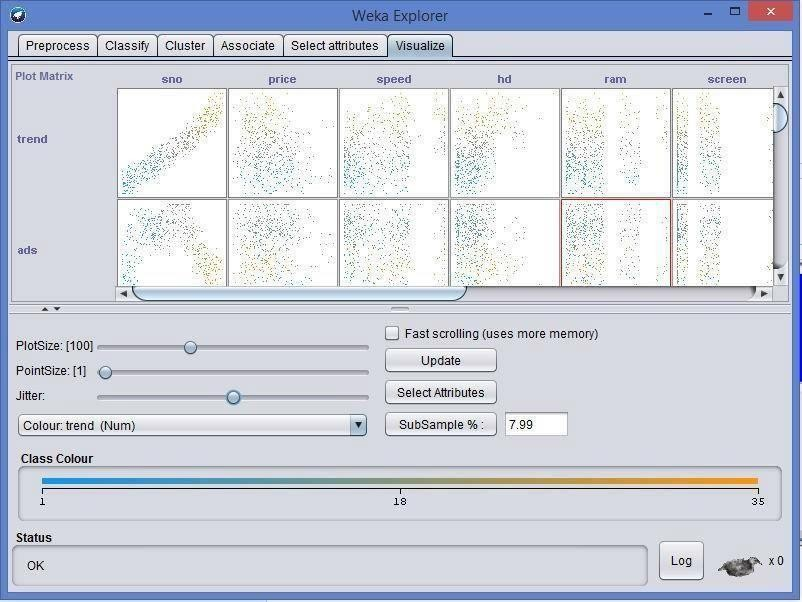 Weka Explorer
Preprocess Classify Cluster Associate Select attributes Visualize
Plot Matrix sno price speed hd ram screen
trend
ads
PlotSize: [100]
PointSize: [1]
Jitter:
Colour: trend (Num)
Fast scrolling (uses more memory)
Update
Select Attributes
SubSample % : 7.99
Class Colour
1 18 35
Status
OK
Log x 0